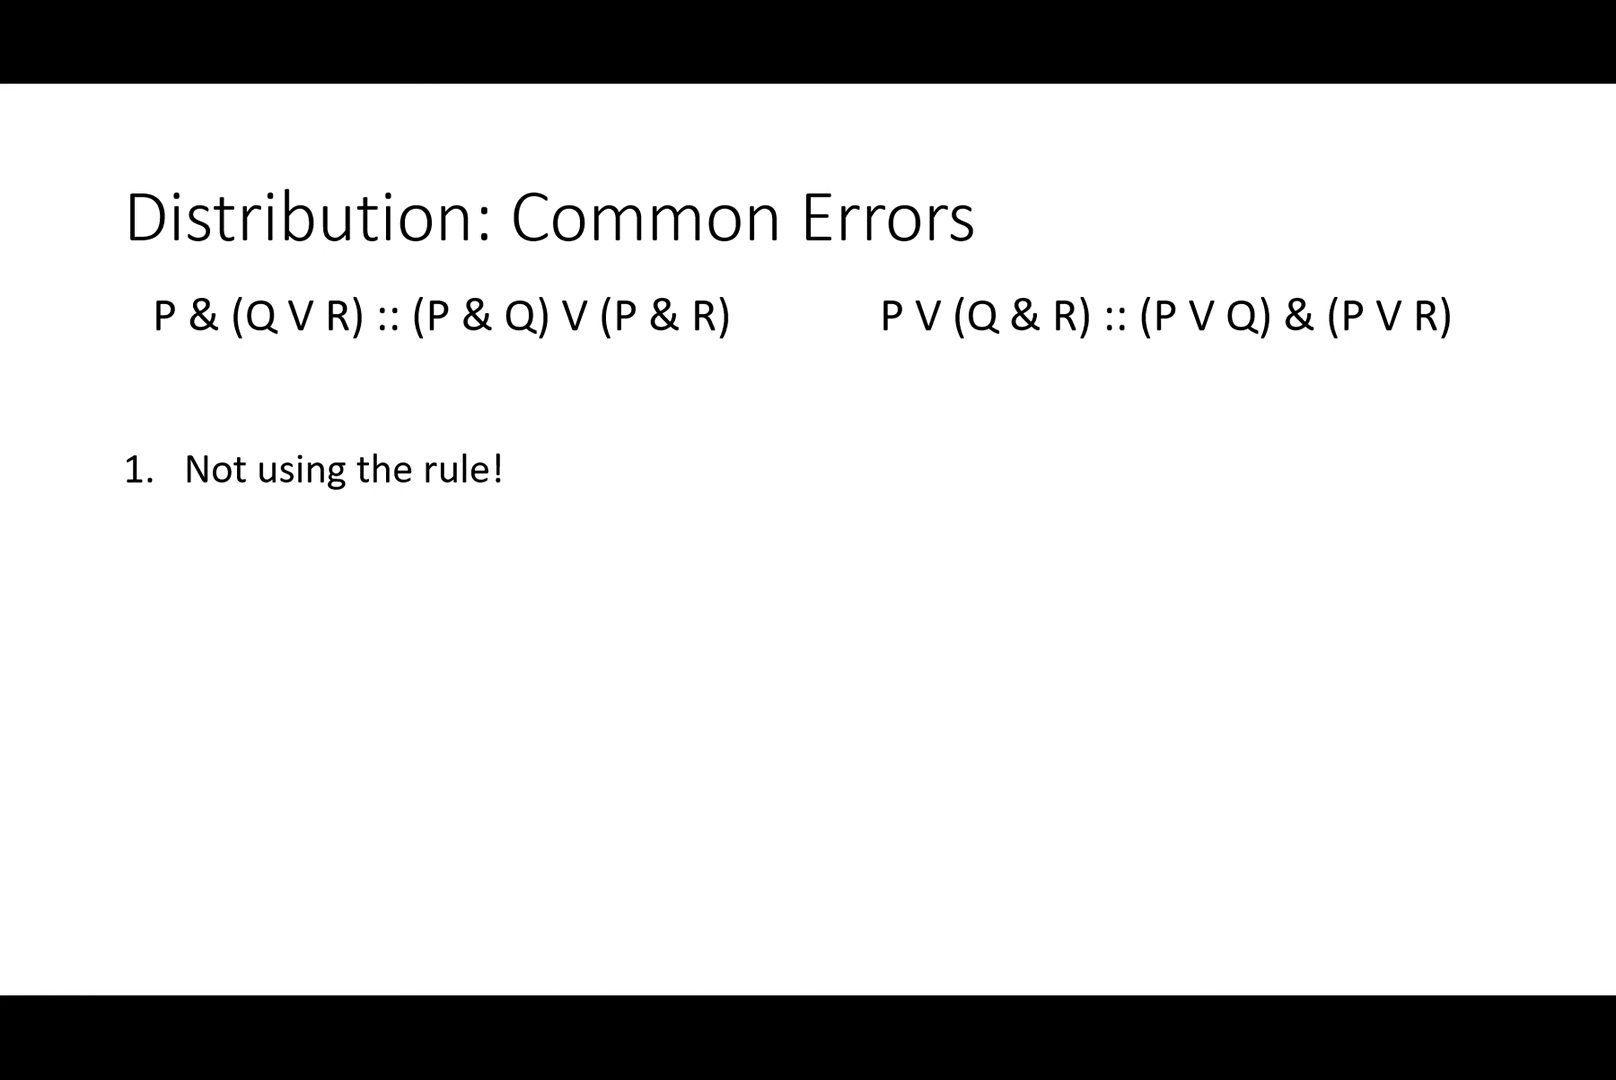 Distribution: Common Errors
P & (Q V R) :: (P & Q) V (P & R)
P V (Q & R) :: (P V Q) & (P V R)
1. Not using the rule!